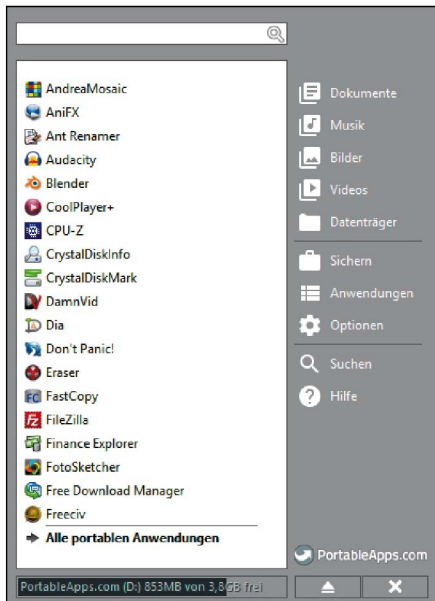 AndreaMosaic
AniFX
Ant Renamer
Audacity
Blender
CoolPlayer+
CPU-Z
CrystalDiskInfo
CrystalDiskMark
DamnVid
Dia
Don't Panic!
Eraser
FastCopy
FileZilla
Finance Explorer
FotoSketcher
Free Download Manager
Freeciv
Alle portablen Anwendungen
Dokumente
Musik
Bilder
Videos
Datenträger
Sichern
Anwendungen
Optionen
Suchen
Hilfe
PortableApps.com
PortableApps.com (D:) 853MB von 3,8GB frei